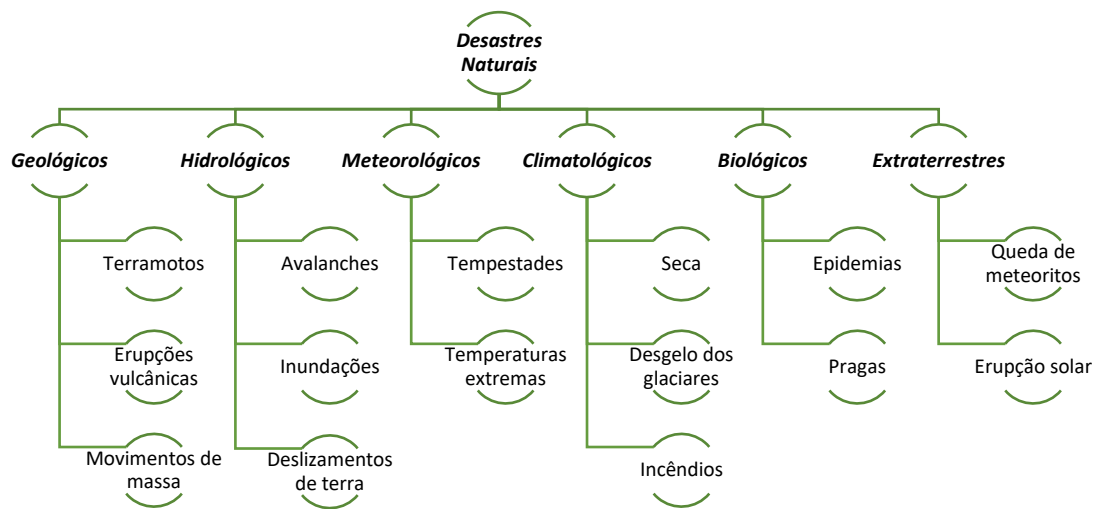 Desastres
Naturais
Geológicos
Hidrológicos
Meteorológicos
Climatológicos
Biológicos
Extraterrestres
Terramotos
Erupções
vulcânicas
Movimentos de
massa
Avalanches
Inundações
Deslizamentos
de terra
Tempestades
Temperaturas
extremas
Seca
Desgelo dos
glaciares
Incêndios
Epidemias
Pragas
Queda de
meteoritos
Erupção solar